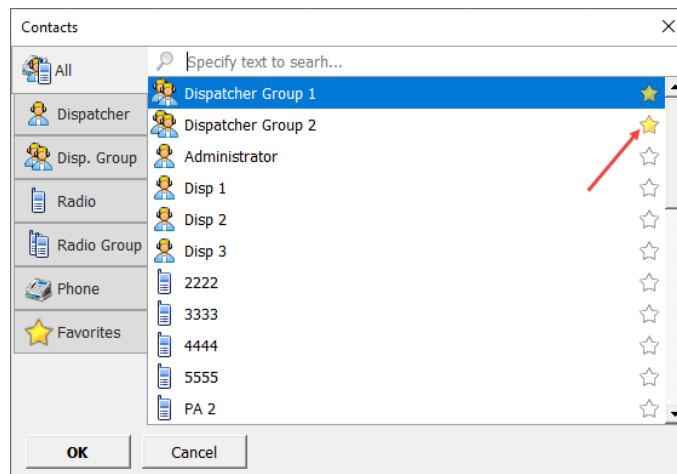 Contacts
All
Dispatcher
Disp. Group
Radio
Radio Group
Phone
Favorites
Specify text to searh...
Dispatcher Group 1
Dispatcher Group 2
Administrator
Disp 1
Disp 2
Disp 3
2222
3333
4444
5555
PA 2
OK
Cancel